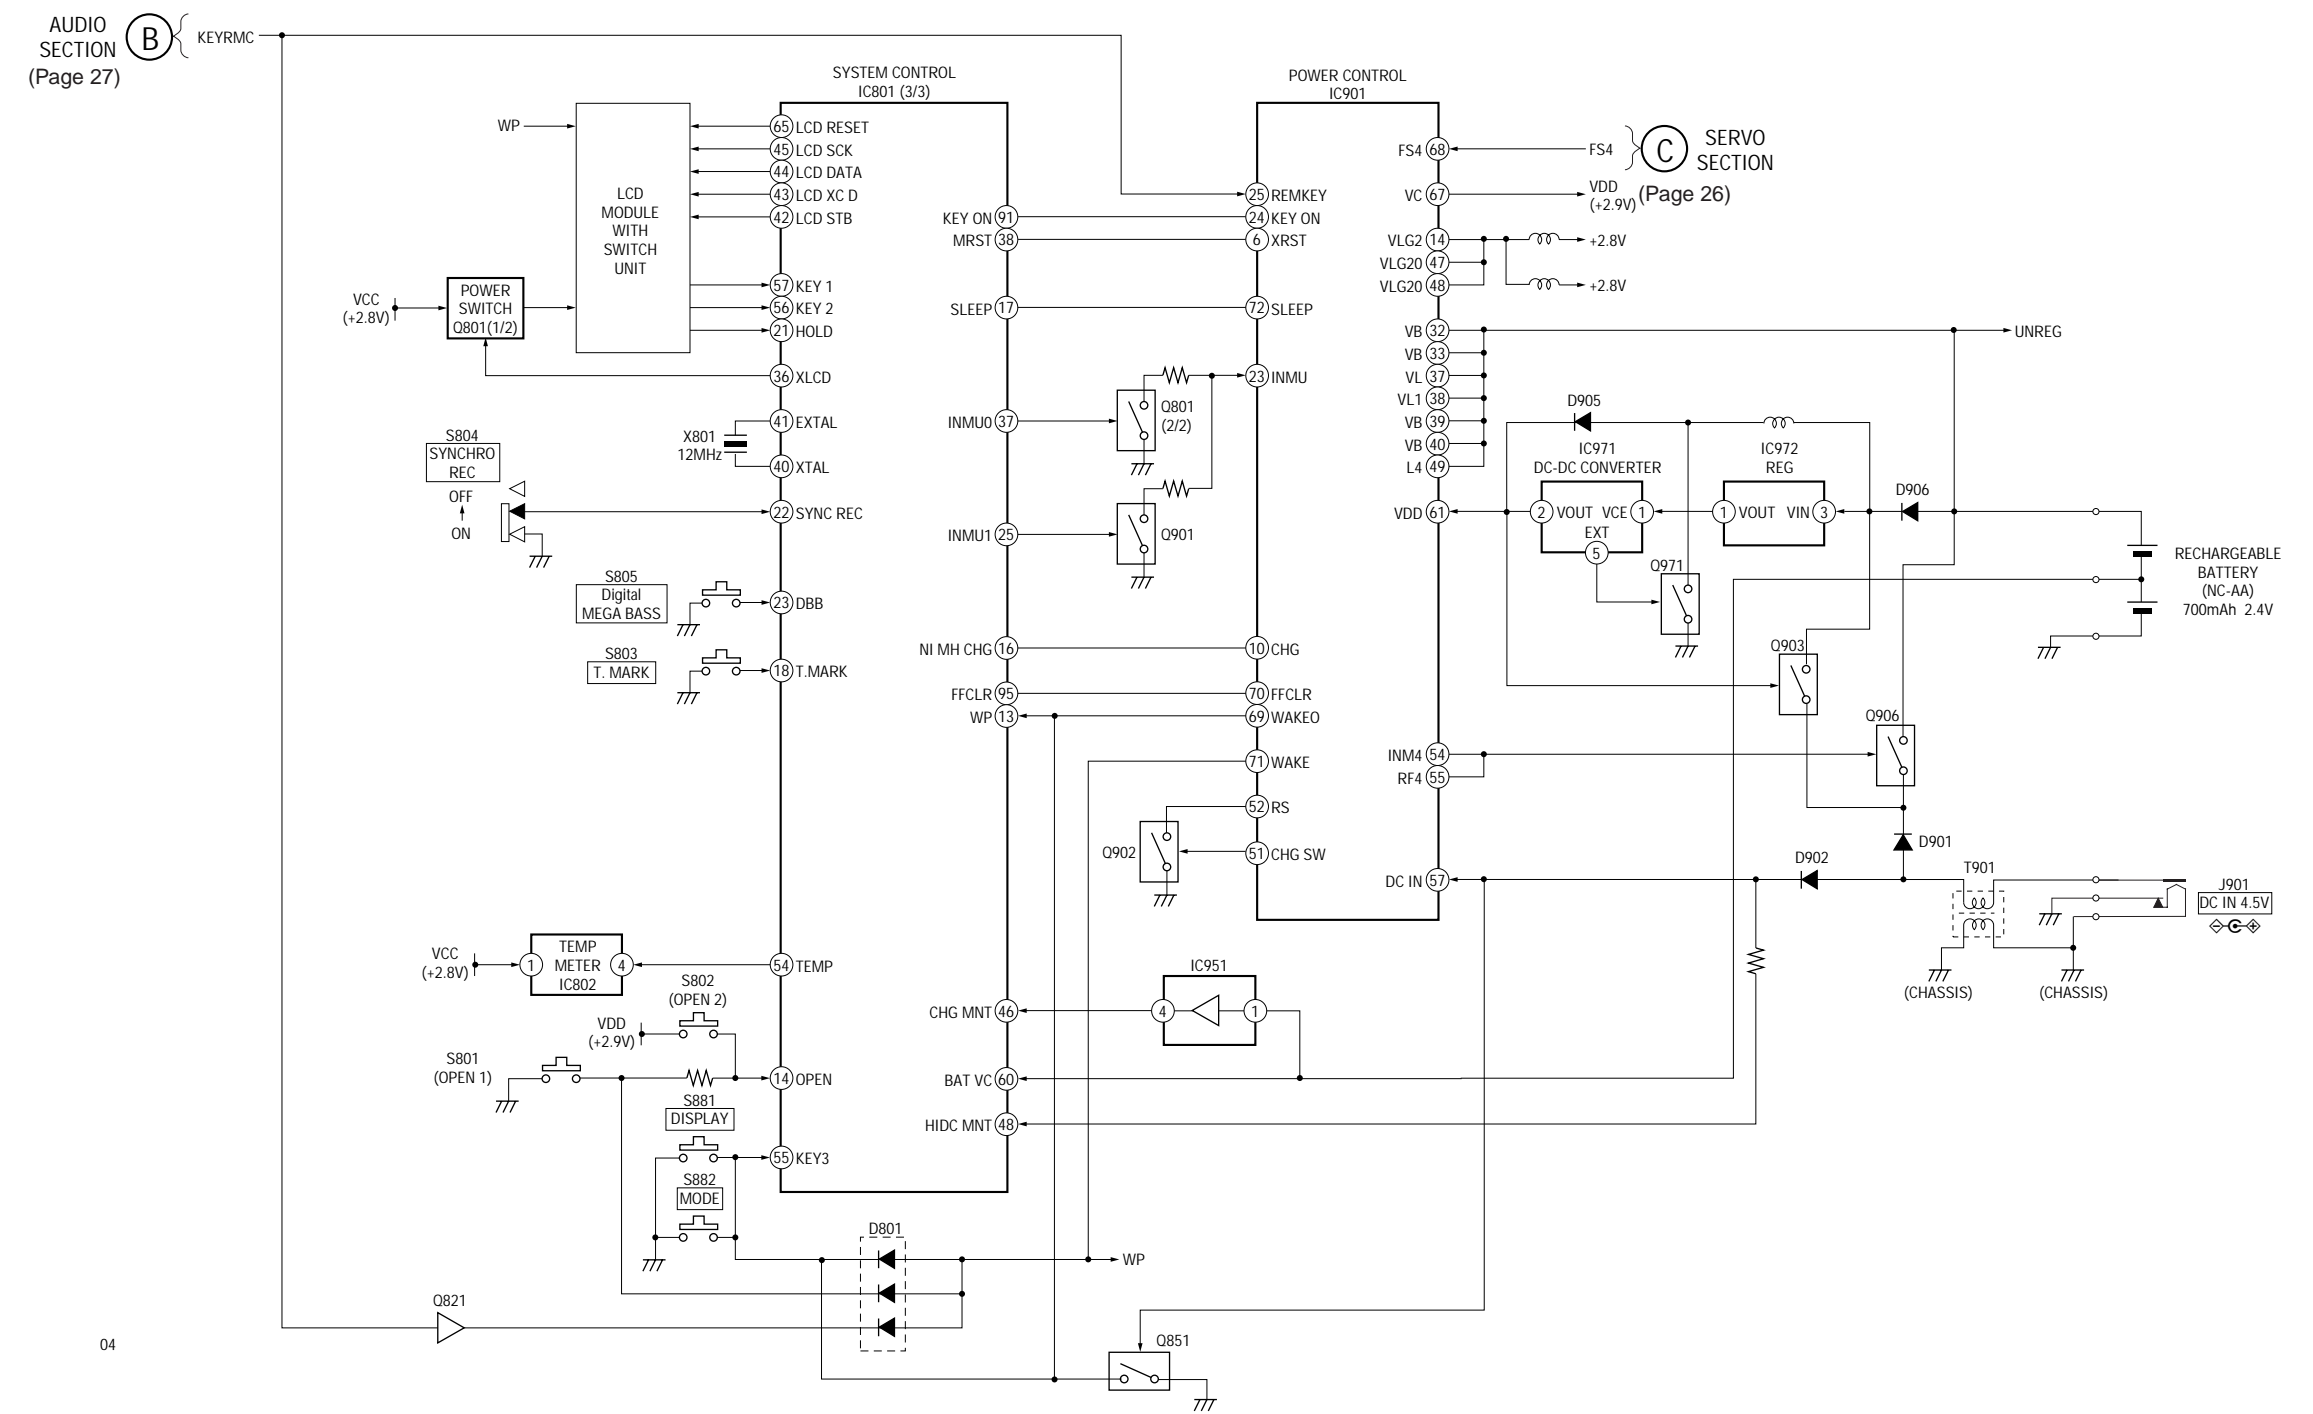 AUDIO
SECTION
(Page 27)
B
KEYRMC
SYSTEM CONTROL
IC801 (3/3)
POWER CONTROL
IC901
WP
LCD
MODULE
WITH
SWITCH
UNIT
65 LCD RESET
45 LCD SCK
44 LCD DATA
43 LCD XC D
42 LCD STB
57 KEY 1
56 KEY 2
21 HOLD
36 XLCD
41 EXTAL
40 XTAL
22 SYNC REC
23 DBB
18 T.MARK
54 TEMP
14 OPEN
55 KEY3
VCC
(+2.8V)
POWER
SWITCH
Q801(1/2)
X801
12MHz
S804
SYNCHRO
REC
OFF
ON
S805
Digital
MEGA BASS
S803
T. MARK
VCC
(+2.8V)
1
TEMP
METER
IC802
4
S802
(OPEN 2)
VDD
(+2.9V)
S801
(OPEN 1)
S881
DISPLAY
S882
MODE
D801
WP
Q821
Q851
04
KEY ON 91
MRST 38
SLEEP 17
INMU0 37
INMU1 25
NI MH CHG 16
FFCLR 95
WP 13
CHG MNT 46
BAT VC 60
HIDC MNT 48
Q801
(2/2)
Q901
Q902
IC951
4
1
25 REMKEY
24 KEY ON
6 XRST
72 SLEEP
23 INMU
10 CHG
70 FFCLR
69 WAKEO
71 WAKE
52 RS
51 CHG SW
FS4 68
VC 67
VLG2 14
VLG20 47
VLG20 48
VB 32
VB 33
VL 37
VL1 38
VB 39
VB 40
L4 49
VDD 61
INM4 54
RF4 55
DC IN 57
FS4
C
SERVO
SECTION
(Page 26)
VDD
(+2.9V)
+2.8V
+2.8V
UNREG
D905
IC971
DC-DC CONVERTER
2 VOUT VCE 1
EXT
5
IC972
REG
1 VOUT VIN 3
D906
Q971
Q903
Q906
RECHARGEABLE
BATTERY
(NC-AA)
700mAh 2.4V
D901
D902
T901
J901
DC IN 4.5V
(CHASSIS)
(CHASSIS)